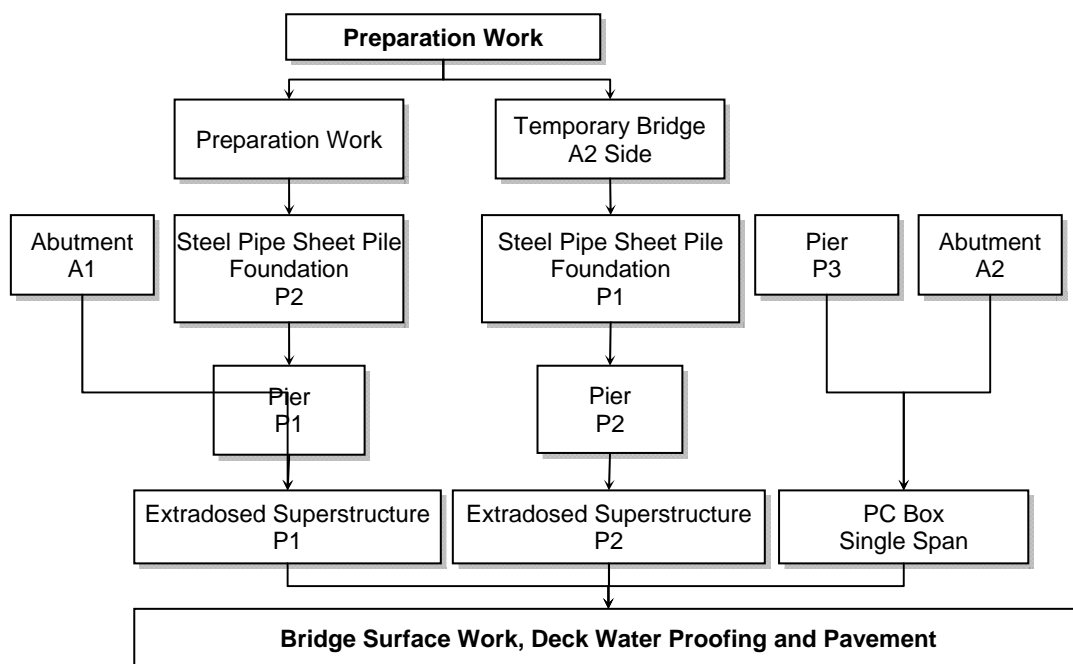 Preparation Work
Preparation Work
Temporary Bridge
A2 Side
Abutment
A1
Steel Pipe Sheet Pile
Foundation
P2
Steel Pipe Sheet Pile
Foundation
P1
Pier
P3
Abutment
A2
Pier
P1
Pier
P2
Extradosed Superstructure
P1
Extradosed Superstructure
P2
PC Box
Single Span
Bridge Surface Work, Deck Water Proofing and Pavement